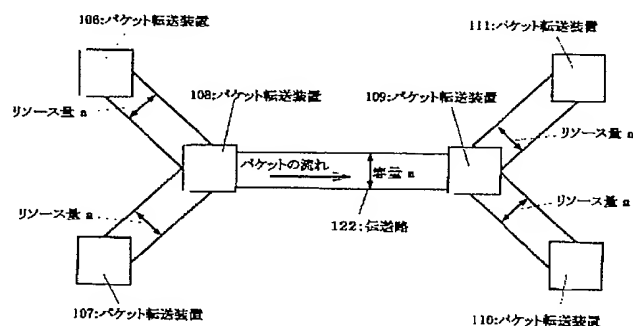 106:パケット転送装置
111:パケット転送装置
リソース量 n
108:パケット転送装置
109:パケット転送装置
リソース量 n
パケットの流れ
容量 n
リソース量 n
122:伝送路
リソース量 n
107:パケット転送装置
110:パケット転送装置